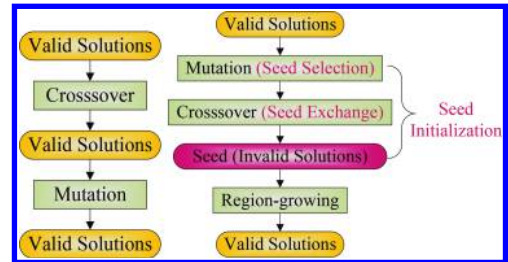 Valid Solutions
Crosssover
Valid Solutions
Mutation
Valid Solutions
Valid Solutions
Mutation (Seed Selection)
Crosssover (Seed Exchange)
Seed (Invalid Solutions)
Region-growing
Valid Solutions
Seed
Initialization